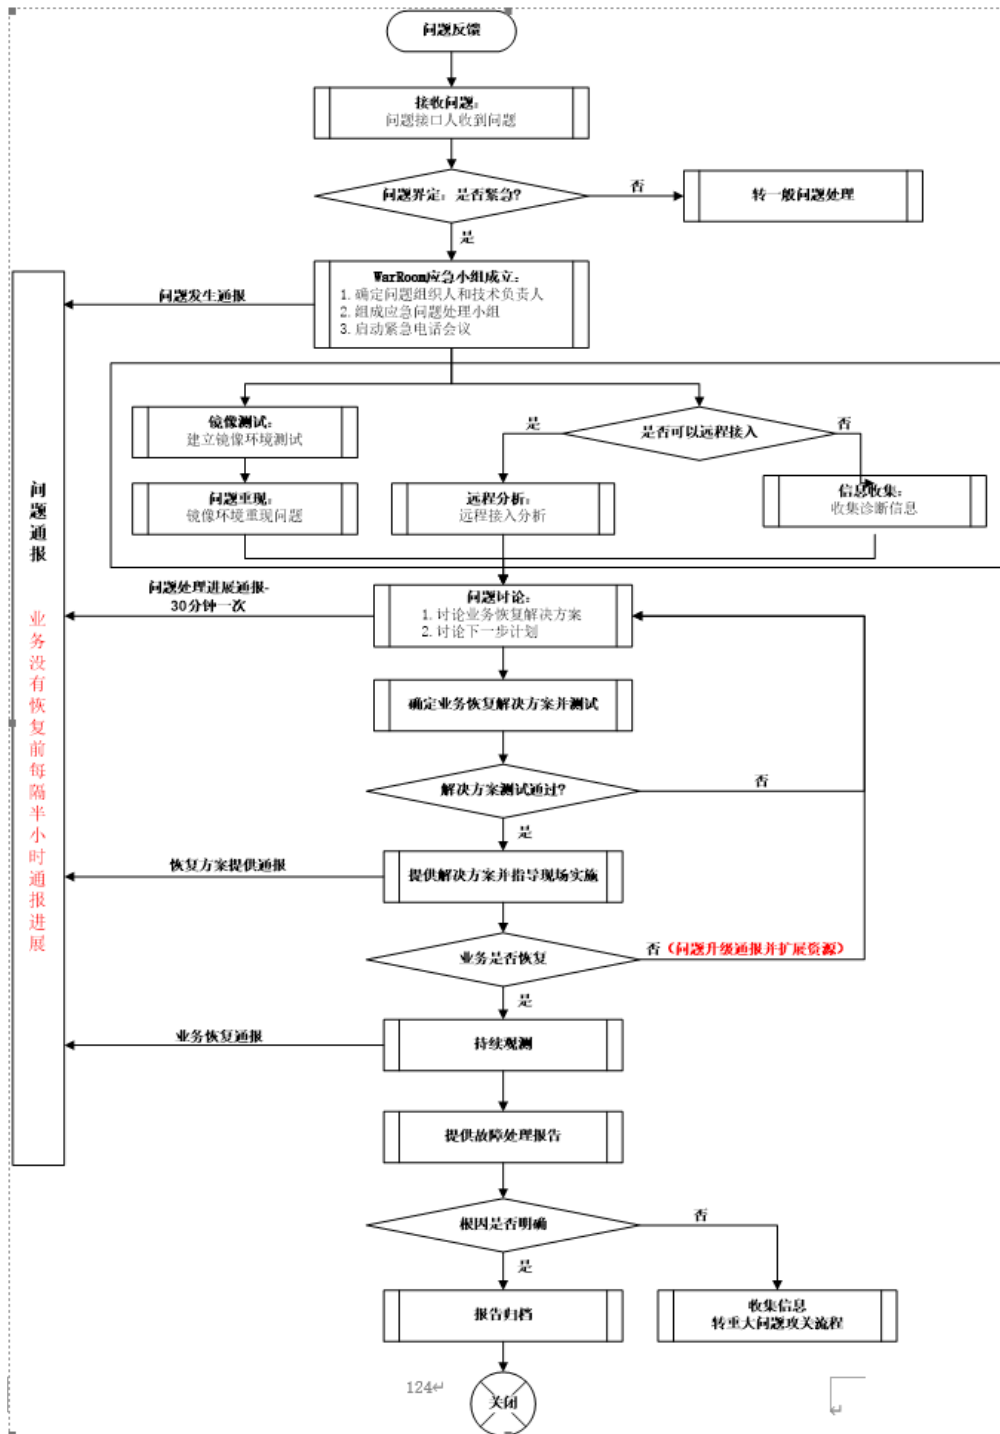 问题反馈
接收问题：
问题接口人收到问题
问题界定：是否紧急？
否
转一般问题处理
是
WarRoom应急小组成立：
1. 确定问题组织人和技术负责人
2. 组成应急问题处理小组
3. 启动紧急电话会议
问题发生通报
镜像测试：
建立镜像环境测试
是
是否可以远程接入
否
问题重现：
镜像环境重现问题
远程分析：
远程接入分析
信息收集：
收集诊断信息
问题通报
业务没有恢复前每隔半小时通报进展
问题处理进展通报-
30分钟一次
问题讨论：
1. 讨论业务恢复解决方案
2. 讨论下一步计划
确定业务恢复解决方案并测试
解决方案测试通过？
否
是
恢复方案提供通报
提供解决方案并指导现场实施
业务是否恢复
否（问题升级通报并扩展资源）
是
业务恢复通报
持续观测
提供故障处理报告
根因是否明确
否
是
报告归档
收集信息
转重大问题攻关流程
124↵
关闭
↵